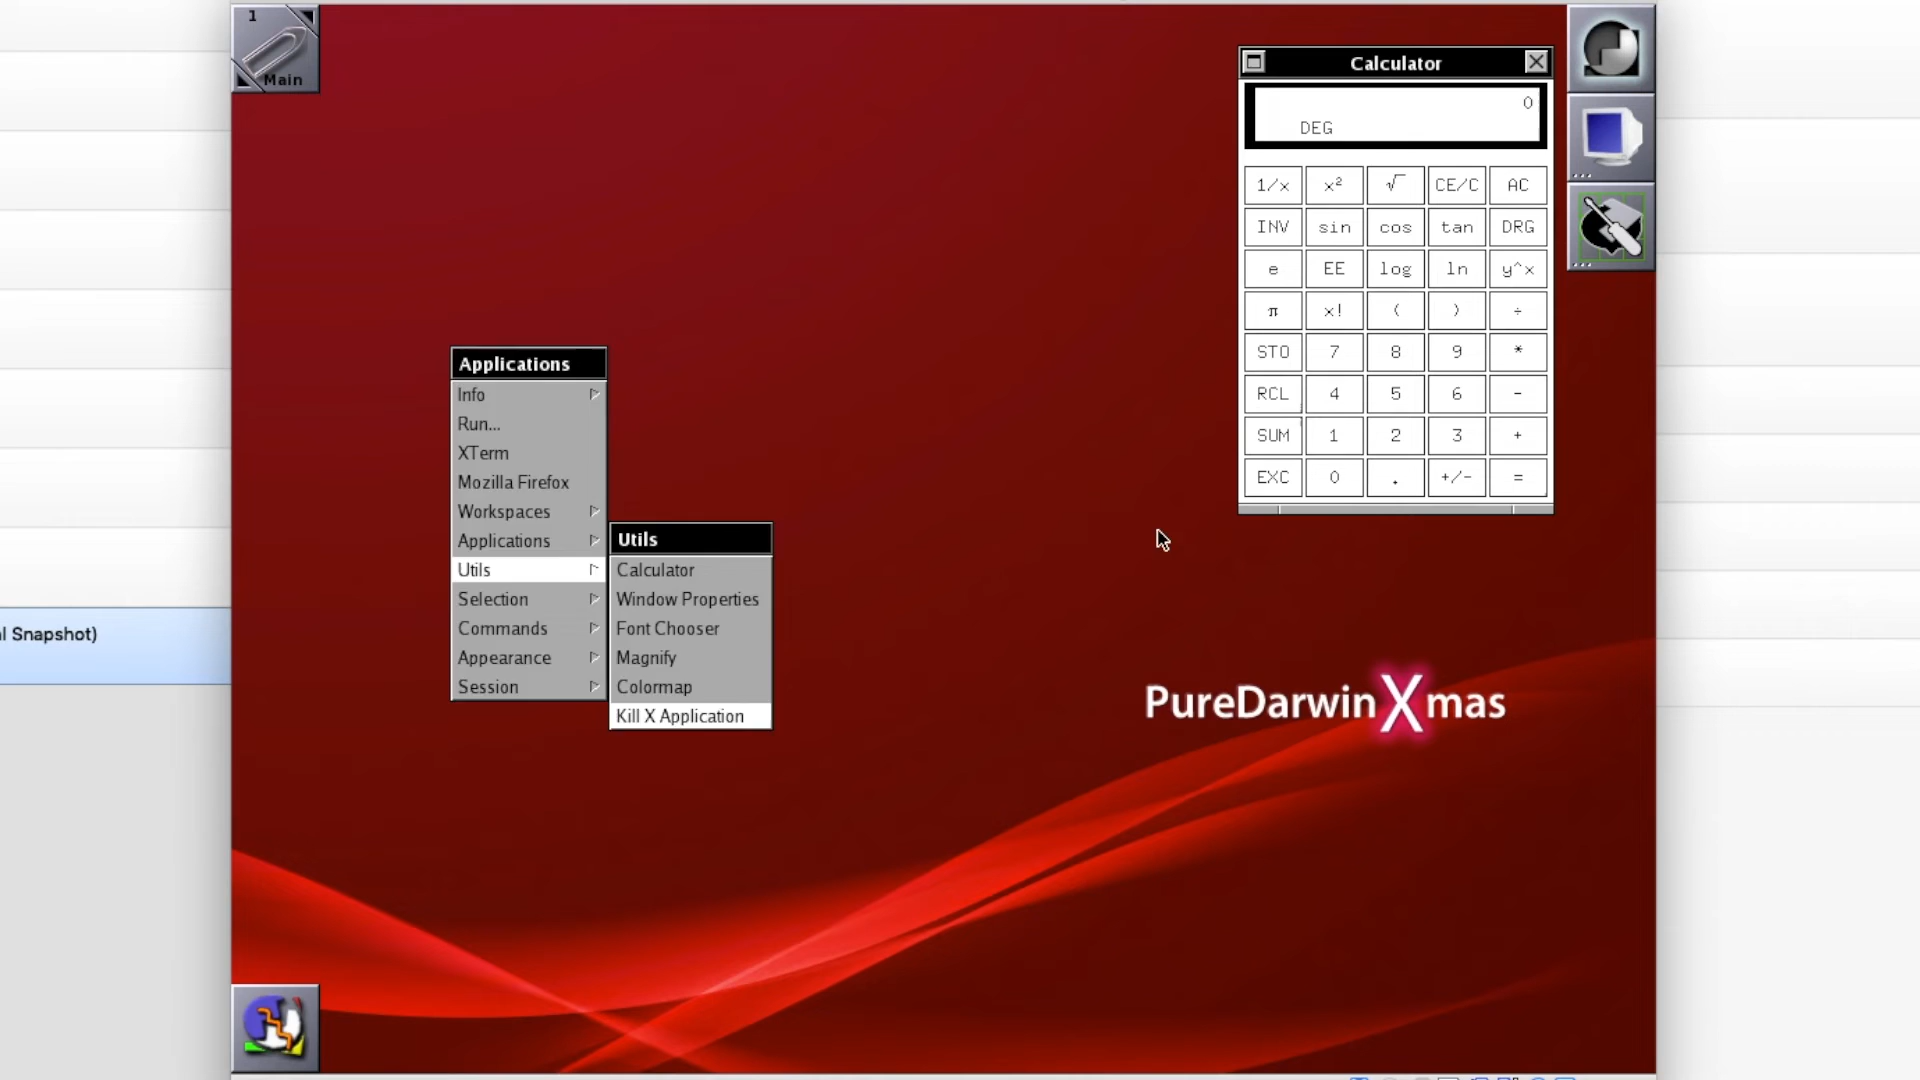 1
Main
l Snapshot)
Applications
Info
Run...
XTerm
Mozilla Firefox
Workspaces
Applications
Utils
Selection
Commands
Appearance
Session
Utils
Calculator
Window Properties
Font Chooser
Magnify
Colormap
Kill X Application
Calculator
0
DEG
1/x x² √ CE/C AC
INV sin cos tan DRG
e EE log ln y^x
π x! ( ) ÷
STO 7 8 9 *
RCL 4 5 6 -
SUM 1 2 3 +
EXC 0 . +/- =
PureDarwin Xmas